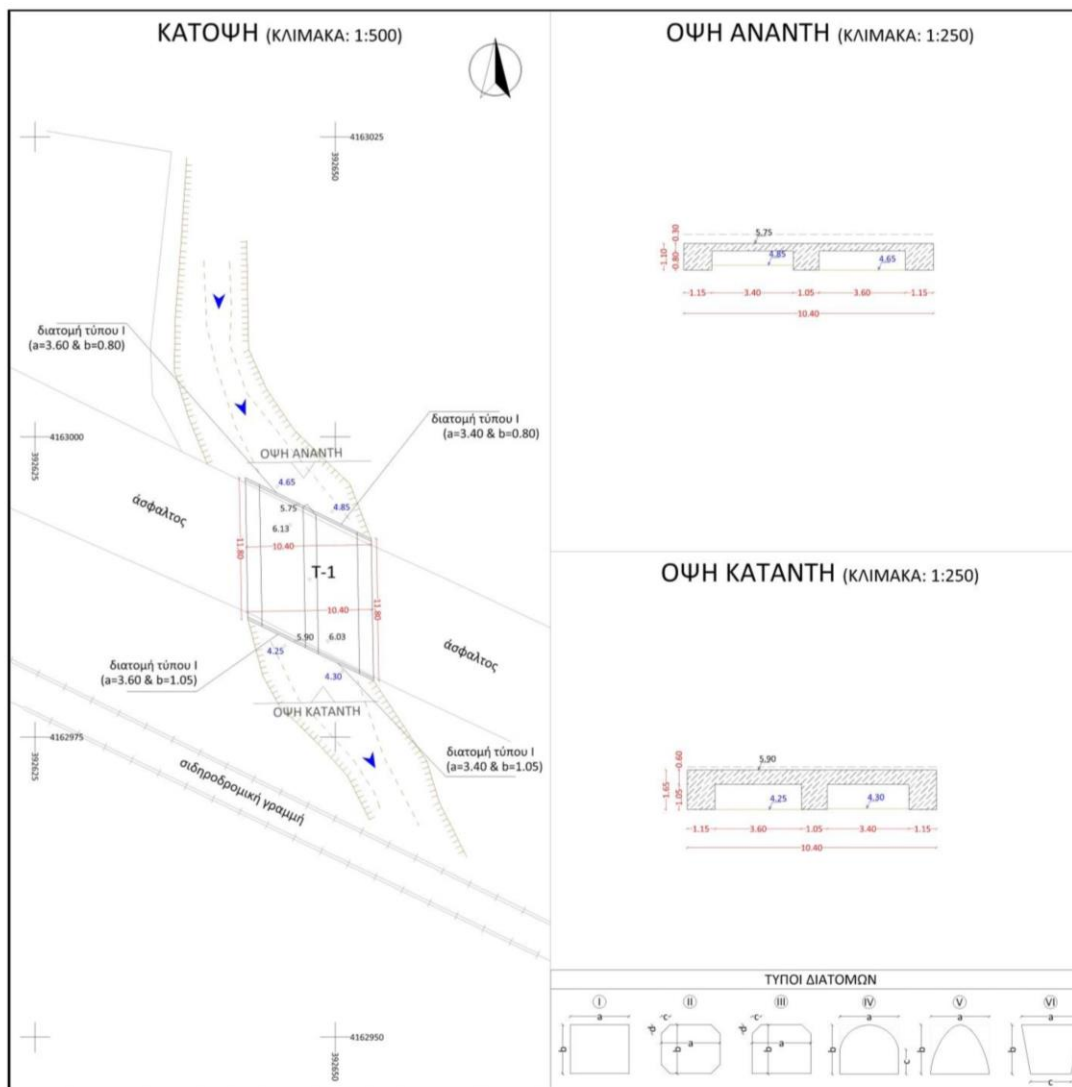 ΚΑΤΟΨΗ (ΚΛΙΜΑΚΑ: 1:500)
4163025
392650
διατομή τύπου Ι
(a=3.60 & b=0.80)
διατομή τύπου Ι
(a=3.40 & b=0.80)
4163000
392625
ΟΨΗ ΑΝΑΝΤΗ
4.65
4.85
άσφαλτος
5.75
6.13
11.80
10.40
T-1
10.40
11.80
5.90
6.03
4.25
4.30
άσφαλτος
διατομή τύπου Ι
(a=3.60 & b=1.05)
ΟΨΗ ΚΑΤΑΝΤΗ
4162975
392625
διατομή τύπου Ι
(a=3.40 & b=1.05)
σιδηροδρομική γραμμή
4162950
392650
ΟΨΗ ΑΝΑΝΤΗ (ΚΛΙΜΑΚΑ: 1:250)
0.30
1.10
0.80
5.75
4.85
4.65
1.15 3.40 1.05 3.60 1.15
10.40
ΟΨΗ ΚΑΤΑΝΤΗ (ΚΛΙΜΑΚΑ: 1:250)
0.60
1.65
1.05
5.90
4.25
4.30
1.15 3.60 1.05 3.40 1.15
10.40
ΤΥΠΟΙ ΔΙΑΤΟΜΩΝ
I II III IV V VI
a
b
c
d
a
b
c
d
a
b
a
b
c
a
b
a
b
c